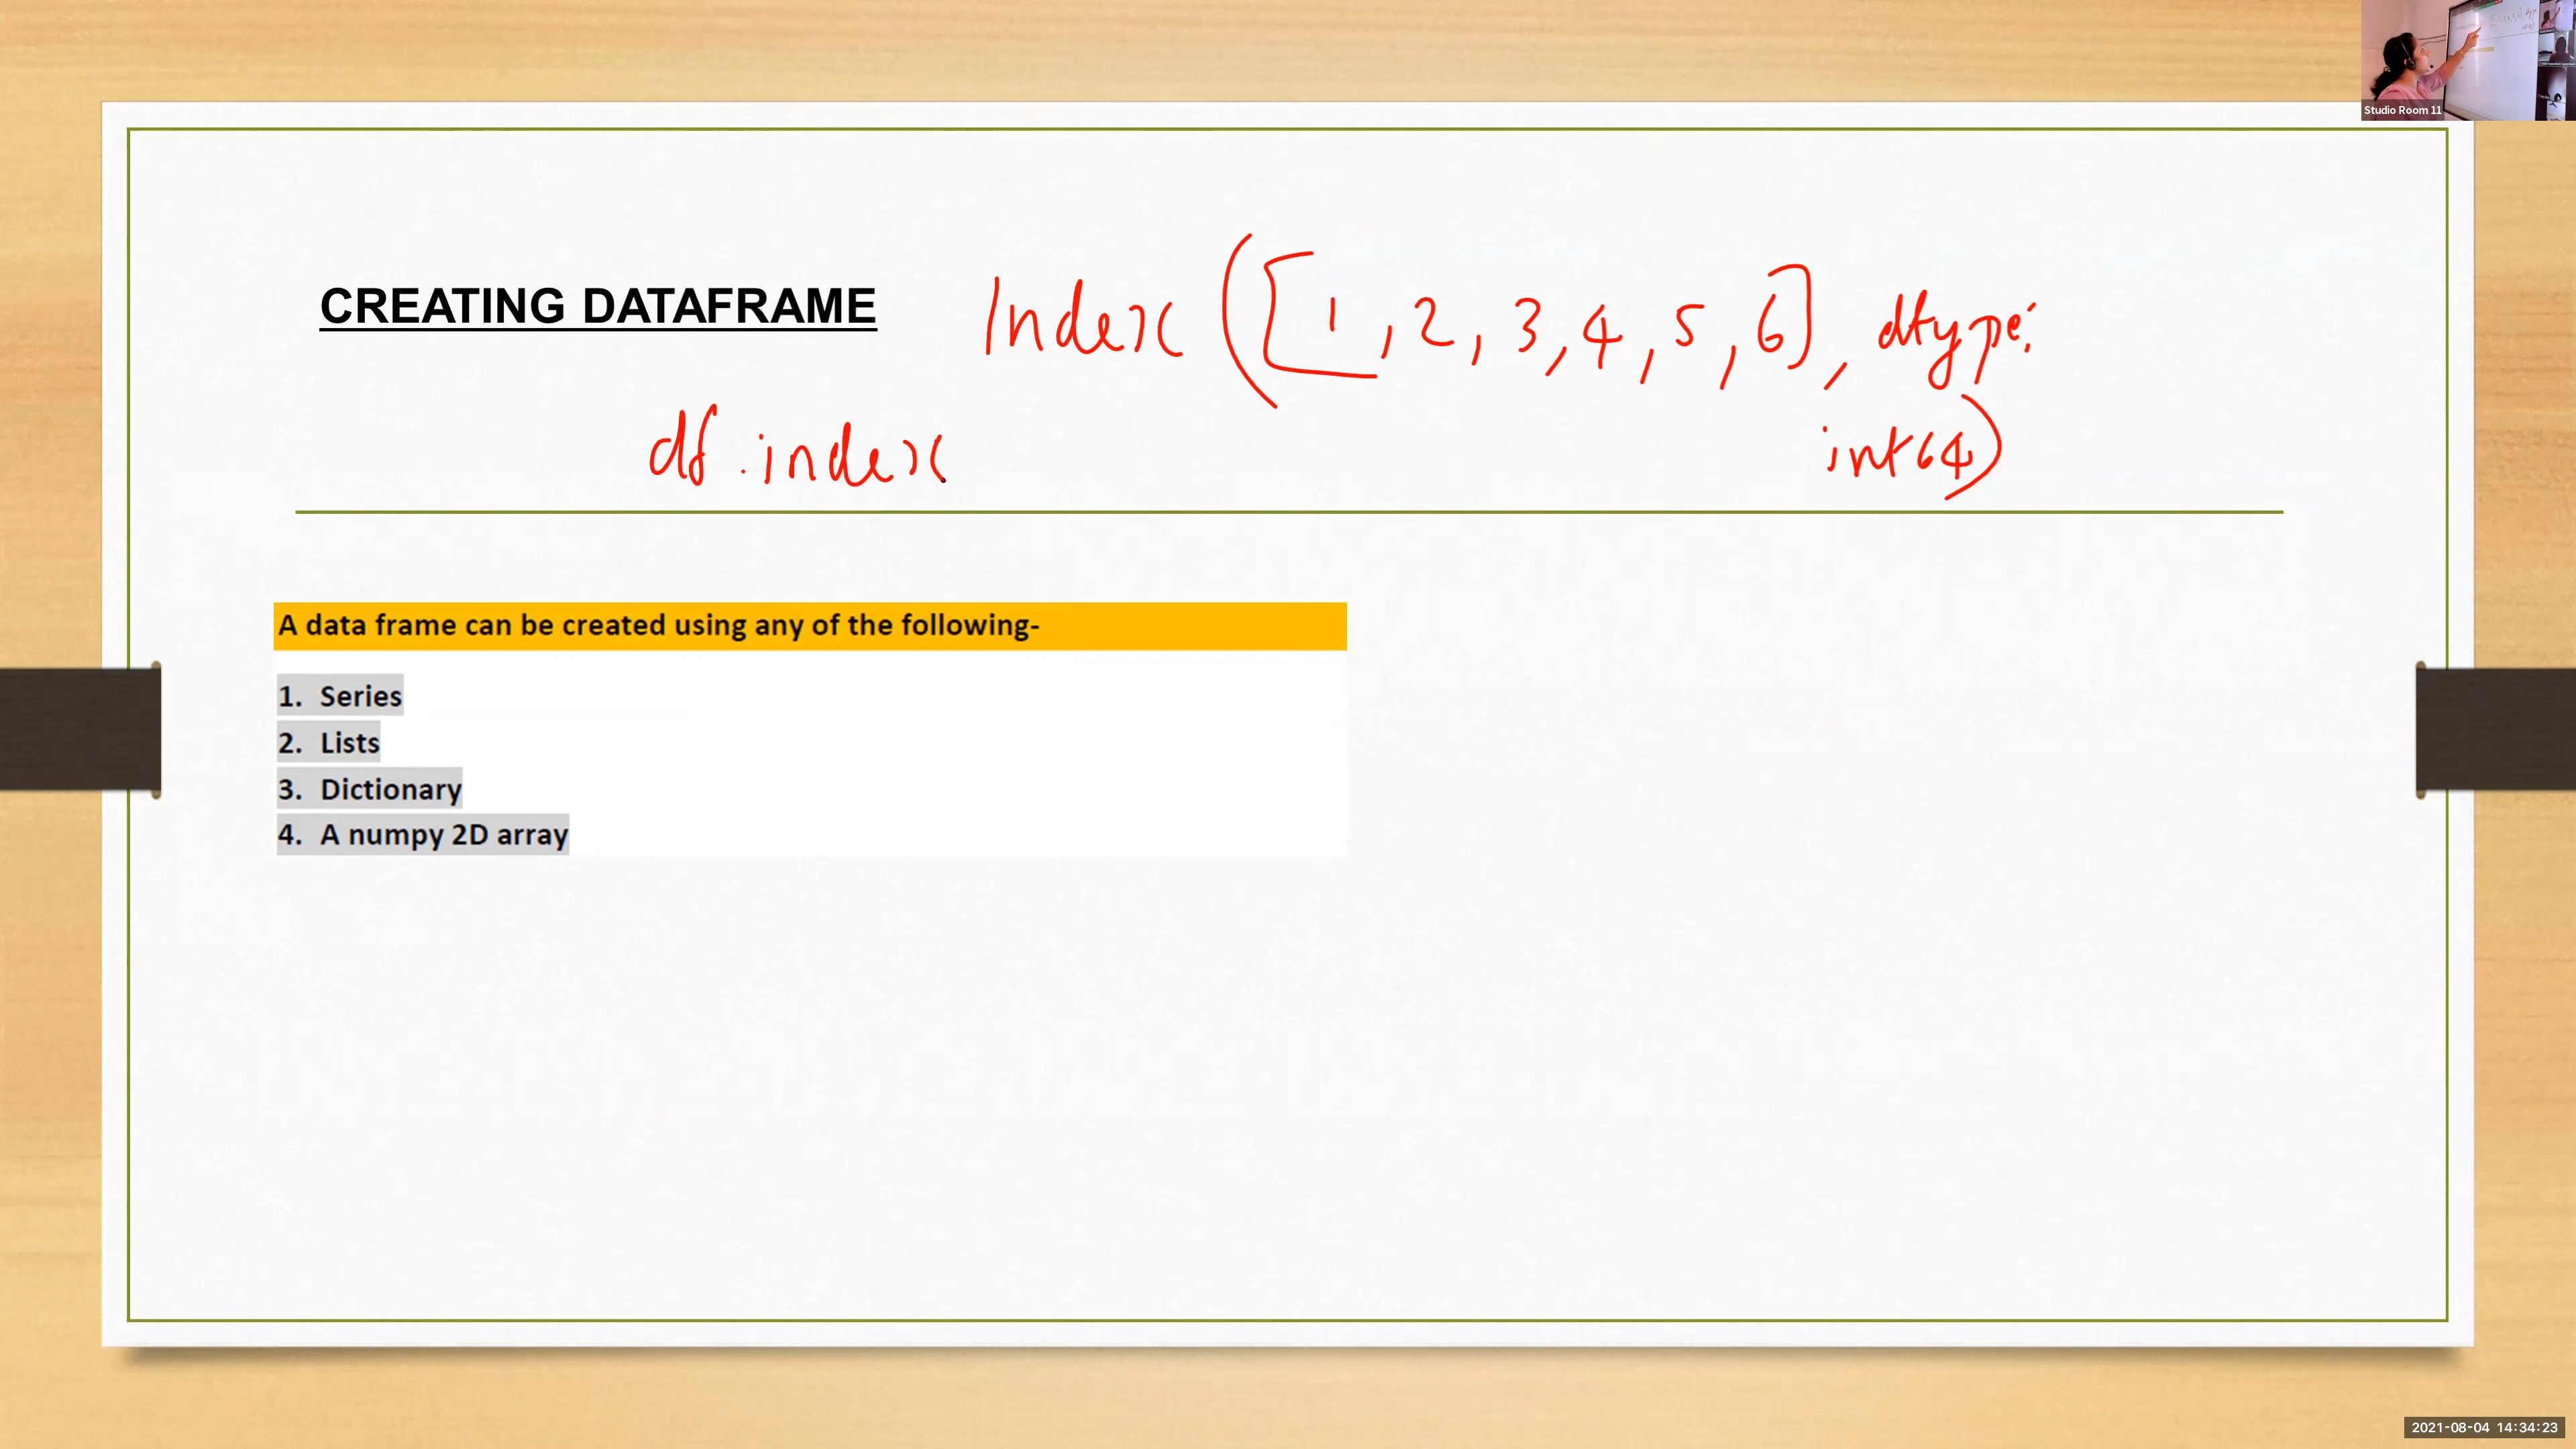 Studio Room 11
CREATING DATAFRAME
Index ([1, 2, 3, 4, 5, 6], dtype:
int64)
df.index
A data frame can be created using any of the following-
1. Series
2. Lists
3. Dictionary
4. A numpy 2D array
2021-08-04 14:34:23